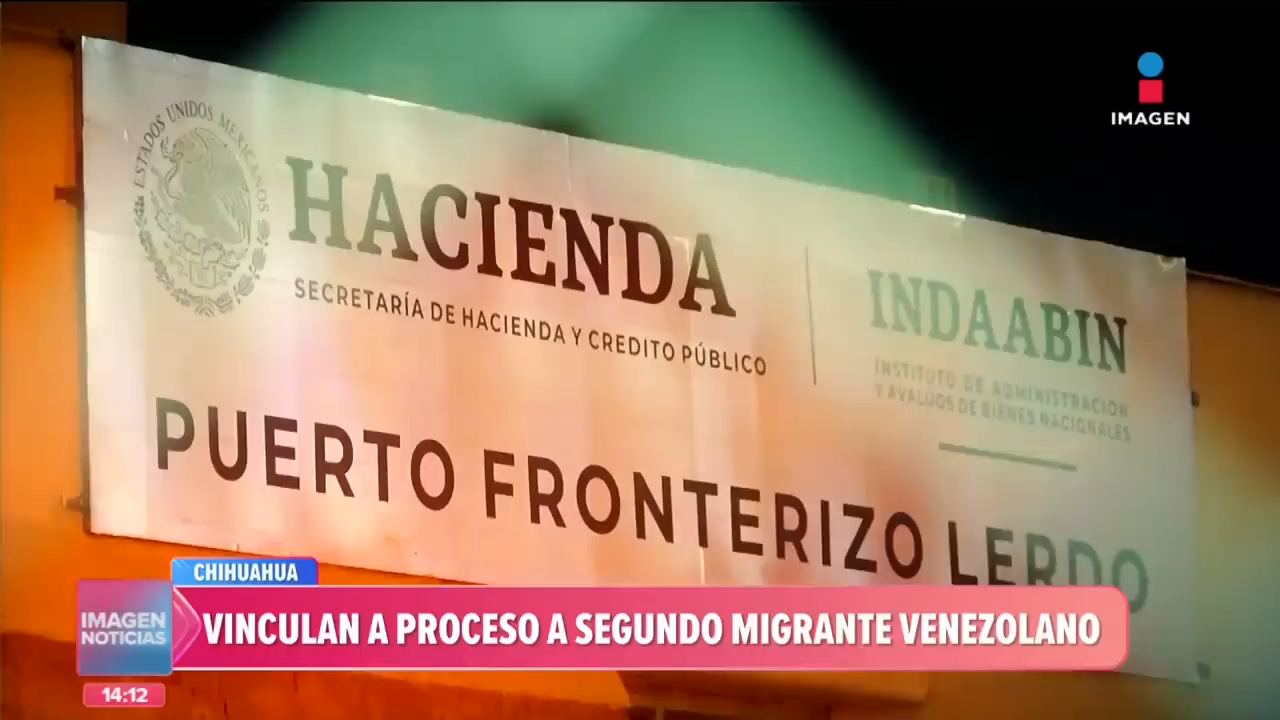 IMAGEN
ESTADOS UNIDOS MEXICANOS
HACIENDA
SECRETARÍA DE HACIENDA Y CREDITO PÚBLICO
INDAABIN
INSTITUTO DE ADMINISTRACIÓN
Y AVALÚOS DE BIENES NACIONALES
PUERTO FRONTERIZO LERDO
CHIHUAHUA
IMAGEN
NOTICIAS
VINCULAN A PROCESO A SEGUNDO MIGRANTE VENEZOLANO
14:12